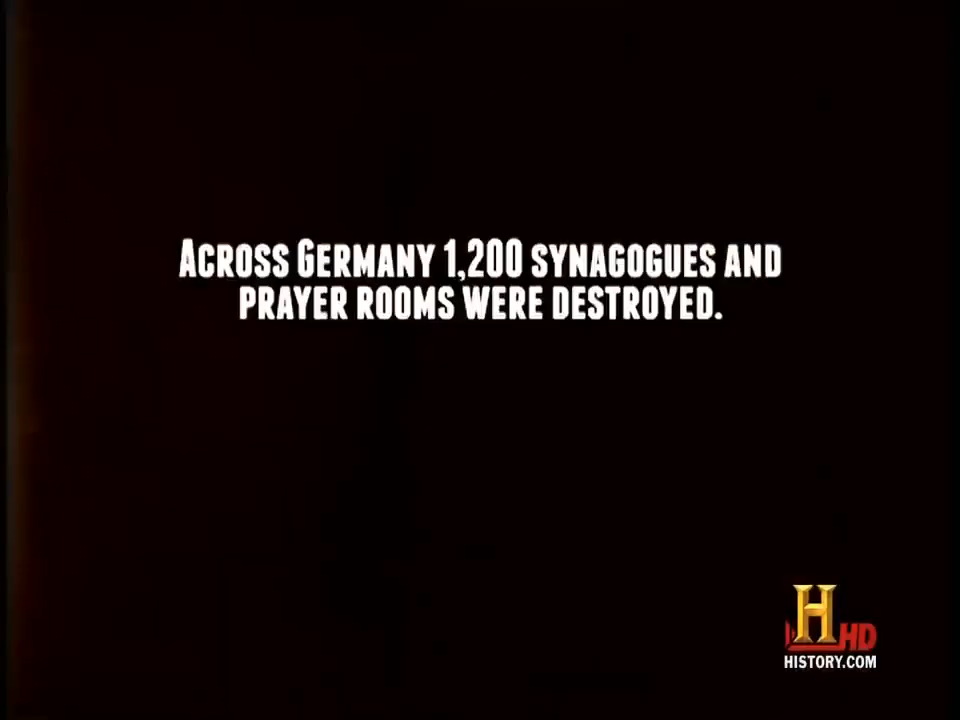 Across Germany 1,200 synagogues and
prayer rooms were destroyed.
H HD
HISTORY.COM